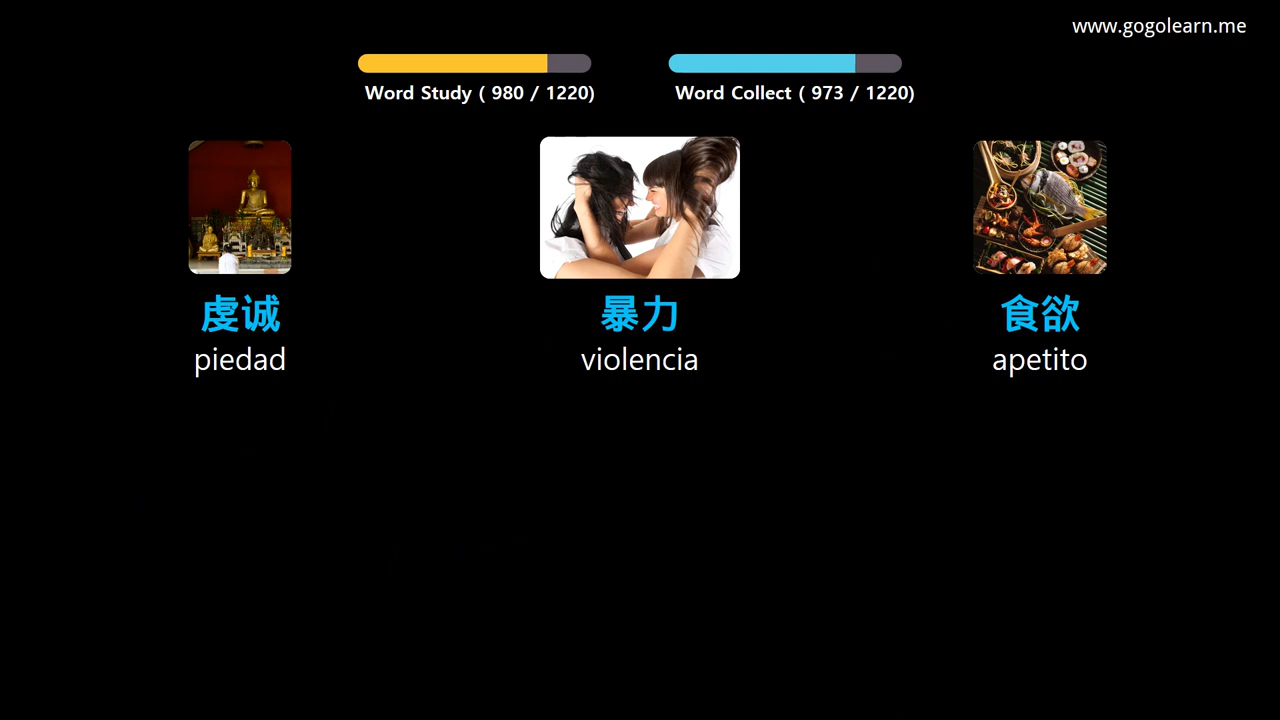 www.gogolearn.me
Word Study ( 980 / 1220)
Word Collect ( 973 / 1220)
虔诚
piedad
暴力
violencia
食欲
apetito